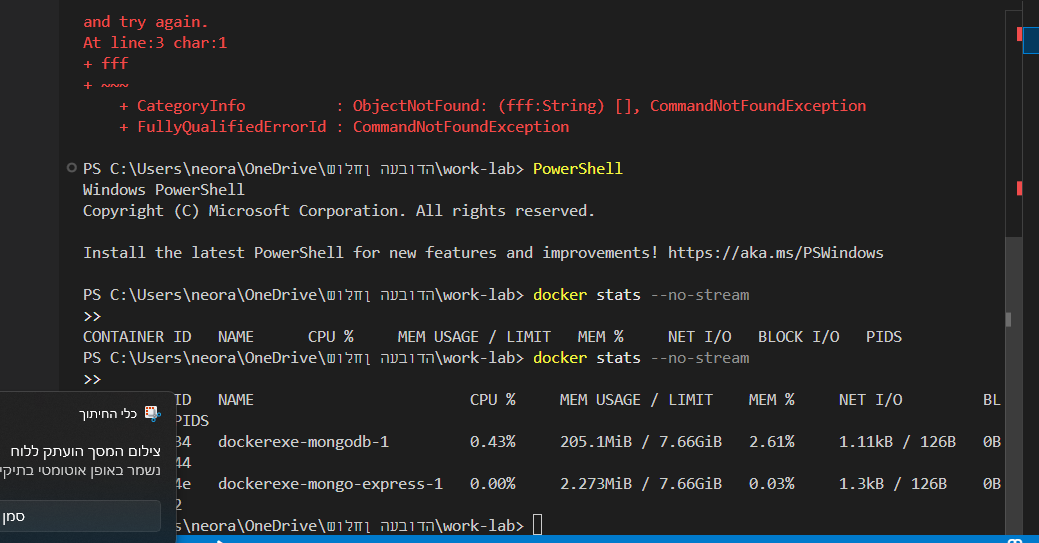 and try again.
At line:3 char:1
+ fff
+ ~~~
    + CategoryInfo          : ObjectNotFound: (fff:String) [], CommandNotFoundException
    + FullyQualifiedErrorId : CommandNotFoundException
PS C:\Users\neora\OneDrive\שולחן העבודה\work-lab> PowerShell
Windows PowerShell
Copyright (C) Microsoft Corporation. All rights reserved.
Install the latest PowerShell for new features and improvements! https://aka.ms/PSWindows
PS C:\Users\neora\OneDrive\שולחן העבודה\work-lab> docker stats --no-stream
>>
CONTAINER ID   NAME      CPU %     MEM USAGE / LIMIT   MEM %     NET I/O   BLOCK I/O   PIDS
PS C:\Users\neora\OneDrive\שולחן העבודה\work-lab> docker stats --no-stream
>>
ID   NAME                        CPU %     MEM USAGE / LIMIT    MEM %     NET I/O         BL
PIDS
34   dockerexe-mongodb-1         0.43%     205.1MiB / 7.66GiB   2.61%     1.11kB / 126B   0B
44
4e   dockerexe-mongo-express-1   0.00%     2.273MiB / 7.66GiB   0.03%     1.3kB / 126B    0B
2
s\neora\OneDrive\שולחן העבודה\work-lab>
כלי החיתוך
צילום המסך הועתק ללוח
נשמר באופן אוטומטי בתיקי
סמן